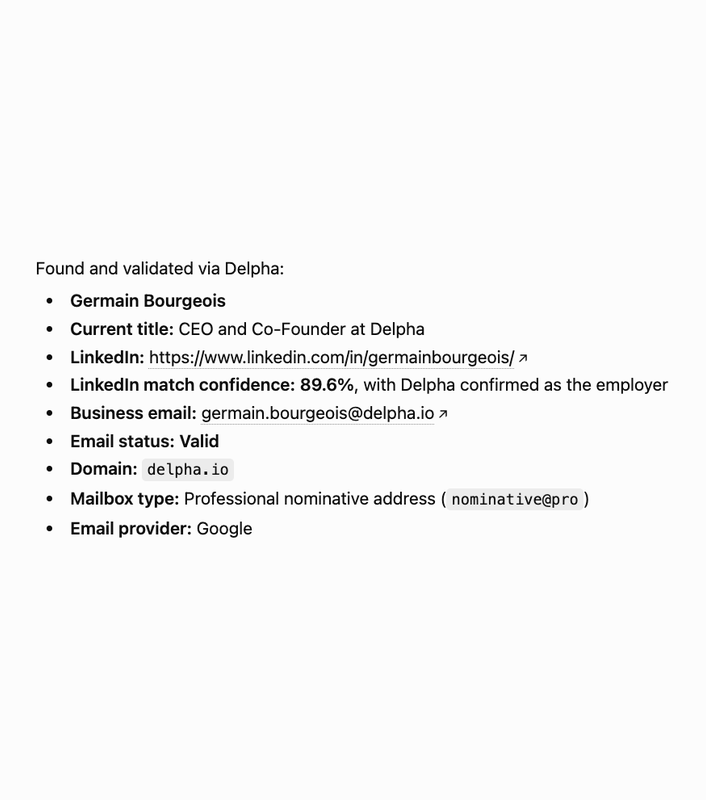 Found and validated via Delpha:
• Germain Bourgeois
• Current title: CEO and Co-Founder at Delpha
• LinkedIn: https://www.linkedin.com/in/germainbourgeois/ ↗
• LinkedIn match confidence: 89.6%, with Delpha confirmed as the employer
• Business email: germain.bourgeois@delpha.io ↗
• Email status: Valid
• Domain: delpha.io
• Mailbox type: Professional nominative address (nominative@pro)
• Email provider: Google